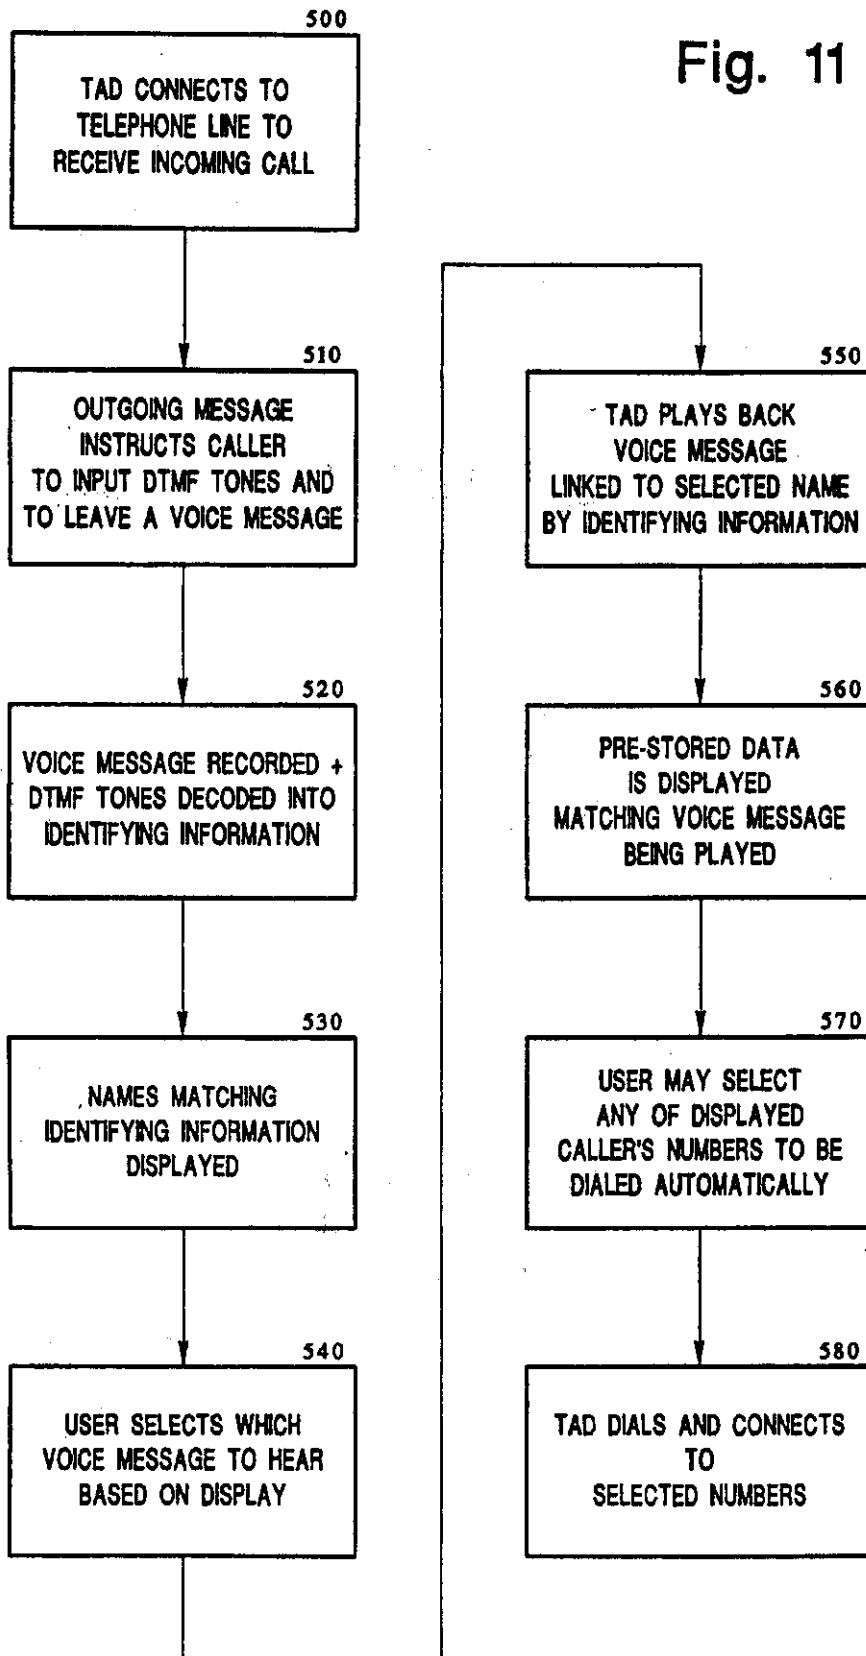 Fig. 11
500
TAD CONNECTS TO
TELEPHONE LINE TO
RECEIVE INCOMING CALL
510
OUTGOING MESSAGE
INSTRUCTS CALLER
TO INPUT DTMF TONES AND
TO LEAVE A VOICE MESSAGE
520
VOICE MESSAGE RECORDED +
DTMF TONES DECODED INTO
IDENTIFYING INFORMATION
530
NAMES MATCHING
IDENTIFYING INFORMATION
DISPLAYED
540
USER SELECTS WHICH
VOICE MESSAGE TO HEAR
BASED ON DISPLAY
550
TAD PLAYS BACK
VOICE MESSAGE
LINKED TO SELECTED NAME
BY IDENTIFYING INFORMATION
560
PRE-STORED DATA
IS DISPLAYED
MATCHING VOICE MESSAGE
BEING PLAYED
570
USER MAY SELECT
ANY OF DISPLAYED
CALLER'S NUMBERS TO BE
DIALED AUTOMATICALLY
580
TAD DIALS AND CONNECTS
TO
SELECTED NUMBERS